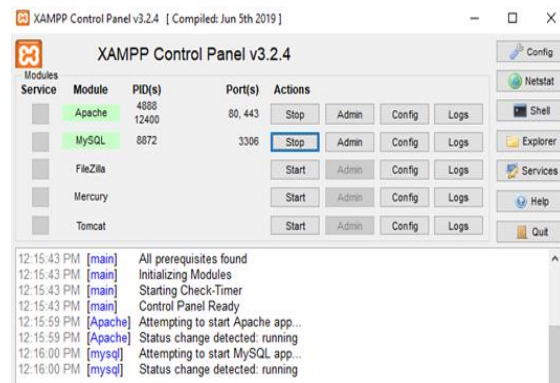 XAMPP Control Panel v3.2.4 [ Compiled: Jun 5th 2019 ]
XAMPP Control Panel v3.2.4
Config
Modules
Service Module PID(s) Port(s) Actions
Netstat
Apache 4888 12400 80, 443 Stop Admin Config Logs
Shell
MySQL 8872 3306 Stop Admin Config Logs
Explorer
FileZilla Start Admin Config Logs
Services
Mercury Start Admin Config Logs
Help
Tomcat Start Admin Config Logs
Quit
12:15:43 PM [main] All prerequisites found
12:15:43 PM [main] Initializing Modules
12:15:43 PM [main] Starting Check-Timer
12:15:43 PM [main] Control Panel Ready
12:15:59 PM [Apache] Attempting to start Apache app...
12:15:59 PM [Apache] Status change detected: running
12:16:00 PM [mysql] Attempting to start MySQL app...
12:16:00 PM [mysql] Status change detected: running